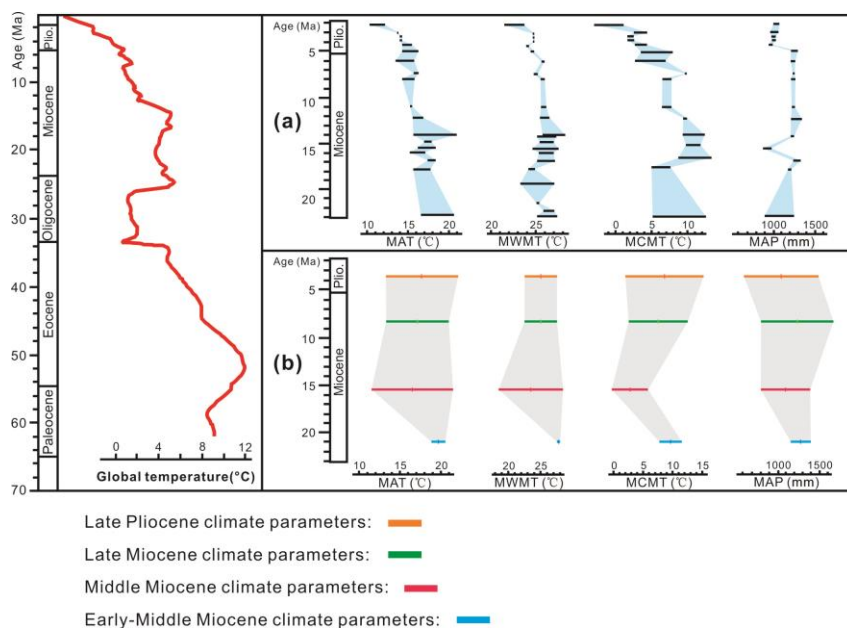 Age (Ma)
10
20
30
40
50
60
70
Miocene
Oligocene
Eocene
Paleocene
0
4
8
12
Global temperature(°C)
(a)
Age (Ma)
Plio.
Miocene
5
10
15
20
10 15 20
MAT (℃)
20 25
MWMT (℃)
0 5 10
MCMT (℃)
1000 1500
MAP (mm)
(b)
Age (Ma)
Plio.
Miocene
5
10
15
20
10 15 20
MAT (℃)
20 25
MWMT (℃)
0 5 10 15
MCMT (℃)
1000 1500
MAP (mm)
Late Pliocene climate parameters:
Late Miocene climate parameters:
Middle Miocene climate parameters:
Early-Middle Miocene climate parameters: